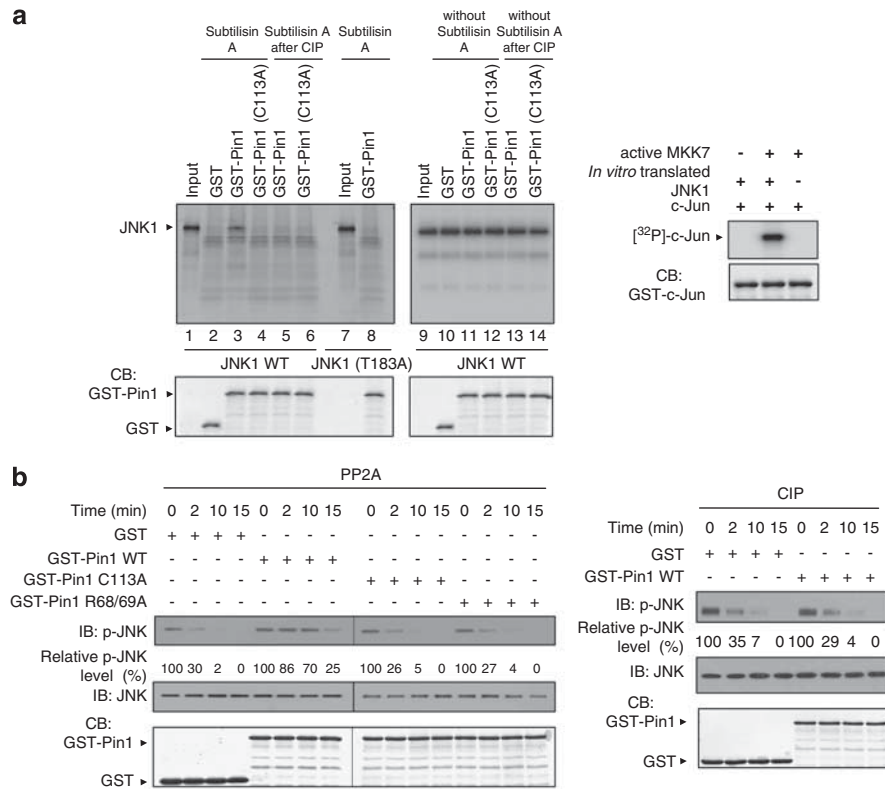 a
Subtilisin A
Subtilisin A after CIP
Subtilisin A
without Subtilisin A
without Subtilisin A after CIP
Input
GST
GST-Pin1
GST-Pin1 (C113A)
GST-Pin1
GST-Pin1 (C113A)
Input
GST-Pin1
Input
GST
GST-Pin1
GST-Pin1 (C113A)
GST-Pin1
GST-Pin1 (C113A)
JNK1
1 2 3 4 5 6 7 8 9 10 11 12 13 14
JNK1 WT JNK1 (T183A) JNK1 WT
CB:
GST-Pin1
GST
active MKK7 - + +
In vitro translated JNK1 + + -
c-Jun + + +
[32P]-c-Jun
CB:
GST-c-Jun
b
PP2A
Time (min) 0 2 10 15 0 2 10 15 0 2 10 15 0 2 10 15
GST + + + + - - - - - - - - - - - -
GST-Pin1 WT - - - - + + + + - - - - - - - -
GST-Pin1 C113A - - - - - - - - + + + + - - - -
GST-Pin1 R68/69A - - - - - - - - - - - - + + + +
IB: p-JNK
Relative p-JNK
level (%) 100 30 2 0 100 86 70 25 100 26 5 0 100 27 4 0
IB: JNK
CB:
GST-Pin1
GST
CIP
Time (min) 0 2 10 15 0 2 10 15
GST + + + + - - - -
GST-Pin1 WT - - - - + + + +
IB: p-JNK
Relative p-JNK
level (%) 100 35 7 0 100 29 4 0
IB: JNK
CB:
GST-Pin1
GST